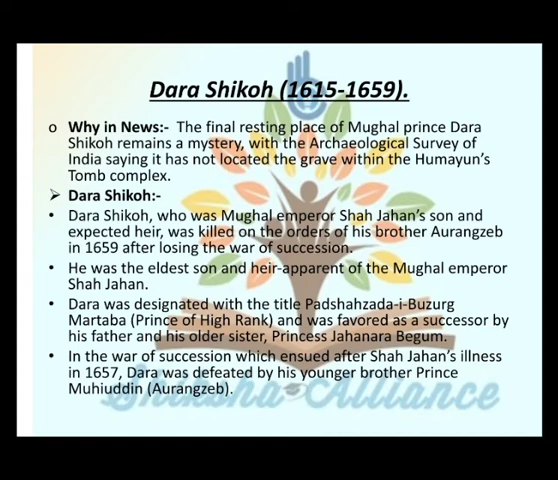 Dara Shikoh (1615-1659).
o Why in News:- The final resting place of Mughal prince Dara
Shikoh remains a mystery, with the Archaeological Survey of
India saying it has not located the grave within the Humayun's
Tomb complex.
➢ Dara Shikoh:-
• Dara Shikoh, who was Mughal emperor Shah Jahan's son and
expected heir, was killed on the orders of his brother Aurangzeb
in 1659 after losing the war of succession.
• He was the eldest son and heir-apparent of the Mughal emperor
Shah Jahan.
• Dara was designated with the title Padshahzada-i-Buzurg
Martaba (Prince of High Rank) and was favored as a successor by
his father and his older sister, Princess Jahanara Begum.
• In the war of succession which ensued after Shah Jahan's illness
in 1657, Dara was defeated by his younger brother Prince
Muhiuddin (Aurangzeb).
Shiksha Alliance